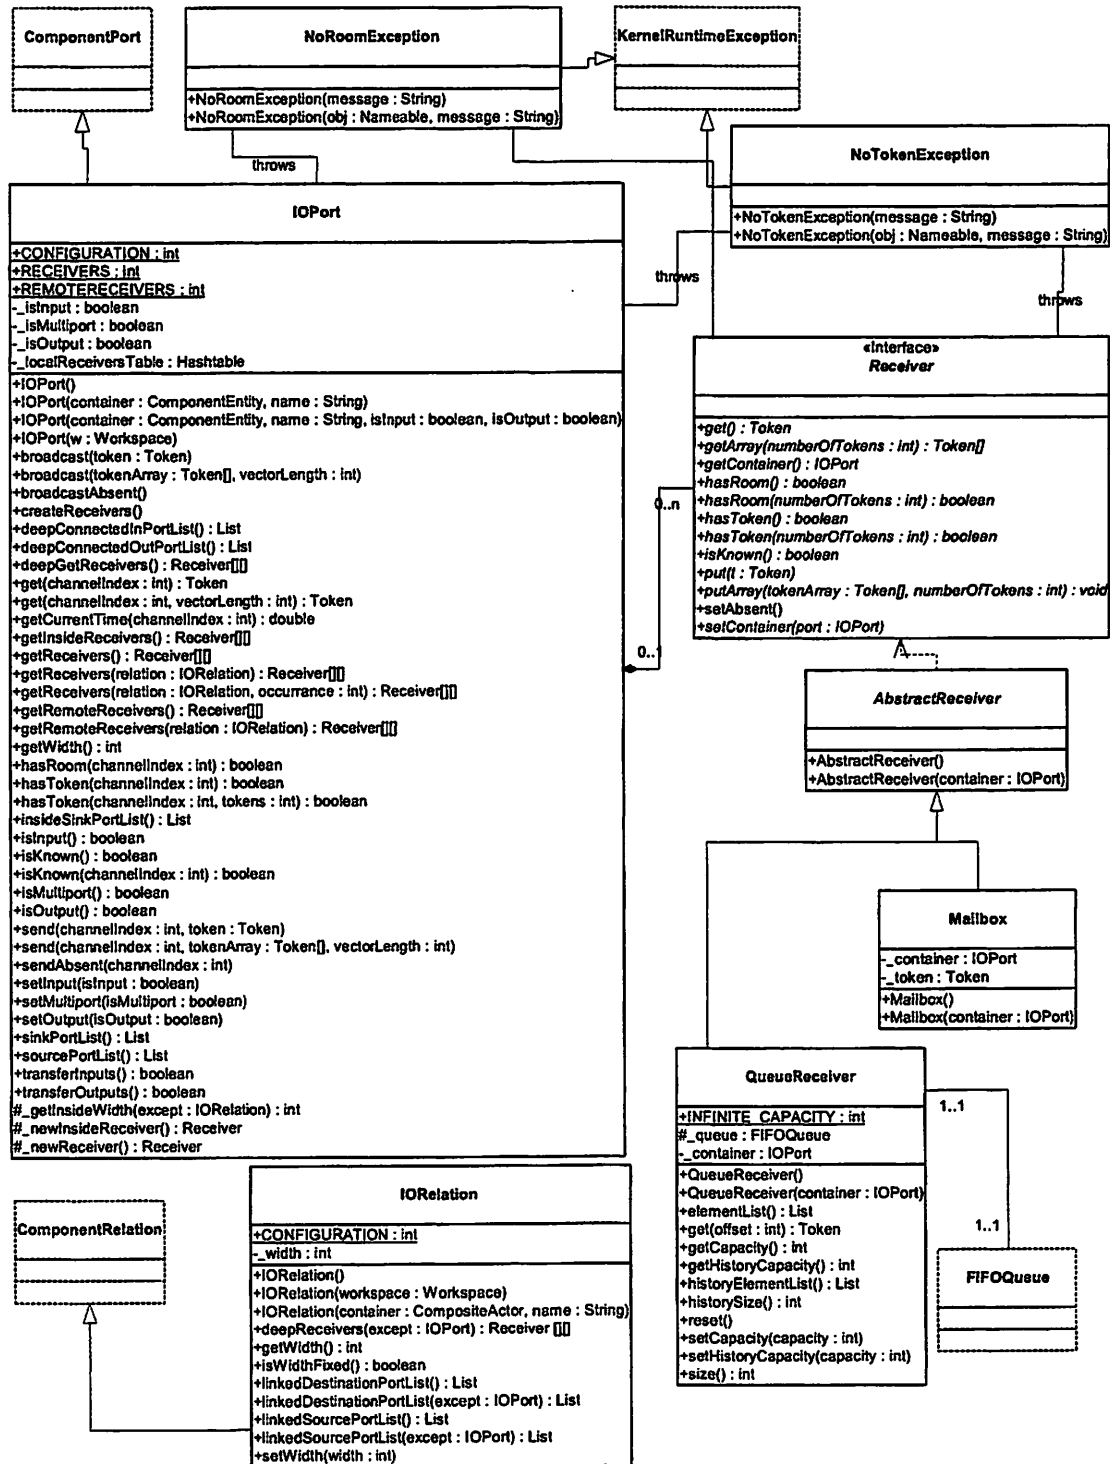 ComponentPort
NoRoomException
+NoRoomException(message : String)
+NoRoomException(obj : Nameable, message : String)
KernelRuntimeException
NoTokenException
+NoTokenException(message : String)
+NoTokenException(obj : Nameable, message : String)
throws
throws
throws
IOPort
+CONFIGURATION : int
+RECEIVERS : int
+REMOTERECEIVERS : int
-_isInput : boolean
-_isMultiport : boolean
-_isOutput : boolean
-_localReceiversTable : Hashtable
+IOPort()
+IOPort(container : ComponentEntity, name : String)
+IOPort(container : ComponentEntity, name : String, isInput : boolean, isOutput : boolean)
+IOPort(w : Workspace)
+broadcast(token : Token)
+broadcast(tokenArray : Token[], vectorLength : int)
+broadcastAbsent()
+createReceivers()
+deepConnectedInPortList() : List
+deepConnectedOutPortList() : List
+deepGetReceivers() : Receiver[][]
+get(channelIndex : int) : Token
+get(channelIndex : int, vectorLength : int) : Token
+getCurrentTime(channelIndex : int) : double
+getInsideReceivers() : Receiver[][]
+getReceivers() : Receiver[][]
+getReceivers(relation : IORelation) : Receiver[][]
+getReceivers(relation : IORelation, occurrance : int) : Receiver[][]
+getRemoteReceivers() : Receiver[][]
+getRemoteReceivers(relation : IORelation) : Receiver[][]
+getWidth() : int
+hasRoom(channelIndex : int) : boolean
+hasToken(channelIndex : int) : boolean
+hasToken(channelIndex : int, tokens : int) : boolean
+insideSinkPortList() : List
+isInput() : boolean
+isKnown() : boolean
+isKnown(channelIndex : int) : boolean
+isMultiport() : boolean
+isOutput() : boolean
+send(channelIndex : int, token : Token)
+send(channelIndex : int, tokenArray : Token[], vectorLength : int)
+sendAbsent(channelIndex : int)
+setInput(isInput : boolean)
+setMultiport(isMultiport : boolean)
+setOutput(isOutput : boolean)
+sinkPortList() : List
+sourcePortList() : List
+transferInputs() : boolean
+transferOutputs() : boolean
#_getInsideWidth(except : IORelation) : int
#_newInsideReceiver() : Receiver
#_newReceiver() : Receiver
0..n
0..1
«Interface»
Receiver
+get() : Token
+getArray(numberOfTokens : int) : Token[]
+getContainer() : IOPort
+hasRoom() : boolean
+hasRoom(numberOfTokens : int) : boolean
+hasToken() : boolean
+hasToken(numberOfTokens : int) : boolean
+isKnown() : boolean
+put(t : Token)
+putArray(tokenArray : Token[], numberOfTokens : int) : void
+setAbsent()
+setContainer(port : IOPort)
AbstractReceiver
+AbstractReceiver()
+AbstractReceiver(container : IOPort)
Mailbox
-_container : IOPort
-_token : Token
+Mailbox()
+Mailbox(container : IOPort)
QueueReceiver
+INFINITE_CAPACITY : int
#_queue : FIFOQueue
-_container : IOPort
+QueueReceiver()
+QueueReceiver(container : IOPort)
+elementList() : List
+get(offset : int) : Token
+getCapacity() : int
+getHistoryCapacity() : int
+historyElementList() : List
+historySize() : int
+reset()
+setCapacity(capacity : int)
+setHistoryCapacity(capacity : int)
+size() : int
1..1
1..1
FIFOQueue
ComponentRelation
IORelation
+CONFIGURATION : int
-_width : int
+IORelation()
+IORelation(workspace : Workspace)
+IORelation(container : CompositeActor, name : String)
+deepReceivers(except : IOPort) : Receiver [][]
+getWidth() : int
+isWidthFixed() : boolean
+linkedDestinationPortList() : List
+linkedDestinationPortList(except : IOPort) : List
+linkedSourcePortList() : List
+linkedSourcePortList(except : IOPort) : List
+setWidth(width : int)